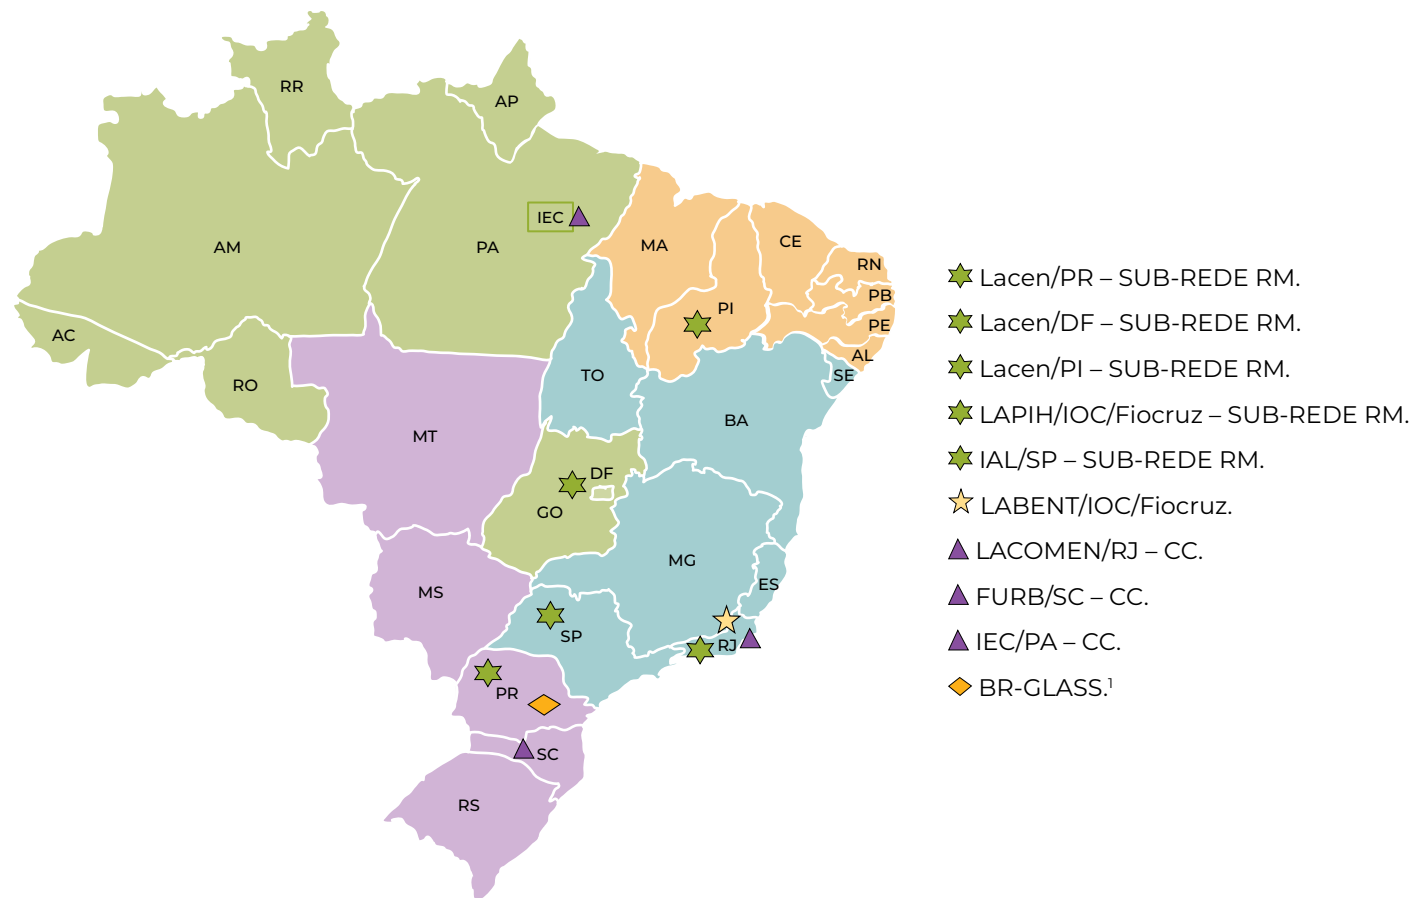 RR
AP
IEC
AM
PA
MA
CE
RN
PB
PI
PE
AC
AL
RO
TO
SE
BA
MT
DF
GO
MG
MS
ES
SP
RJ
PR
SC
RS
Lacen/PR – SUB-REDE RM.
Lacen/DF – SUB-REDE RM.
Lacen/PI – SUB-REDE RM.
LAPIH/IOC/Fiocruz – SUB-REDE RM.
IAL/SP – SUB-REDE RM.
LABENT/IOC/Fiocruz.
LACOMEN/RJ – CC.
FURB/SC – CC.
IEC/PA – CC.
BR-GLASS.¹